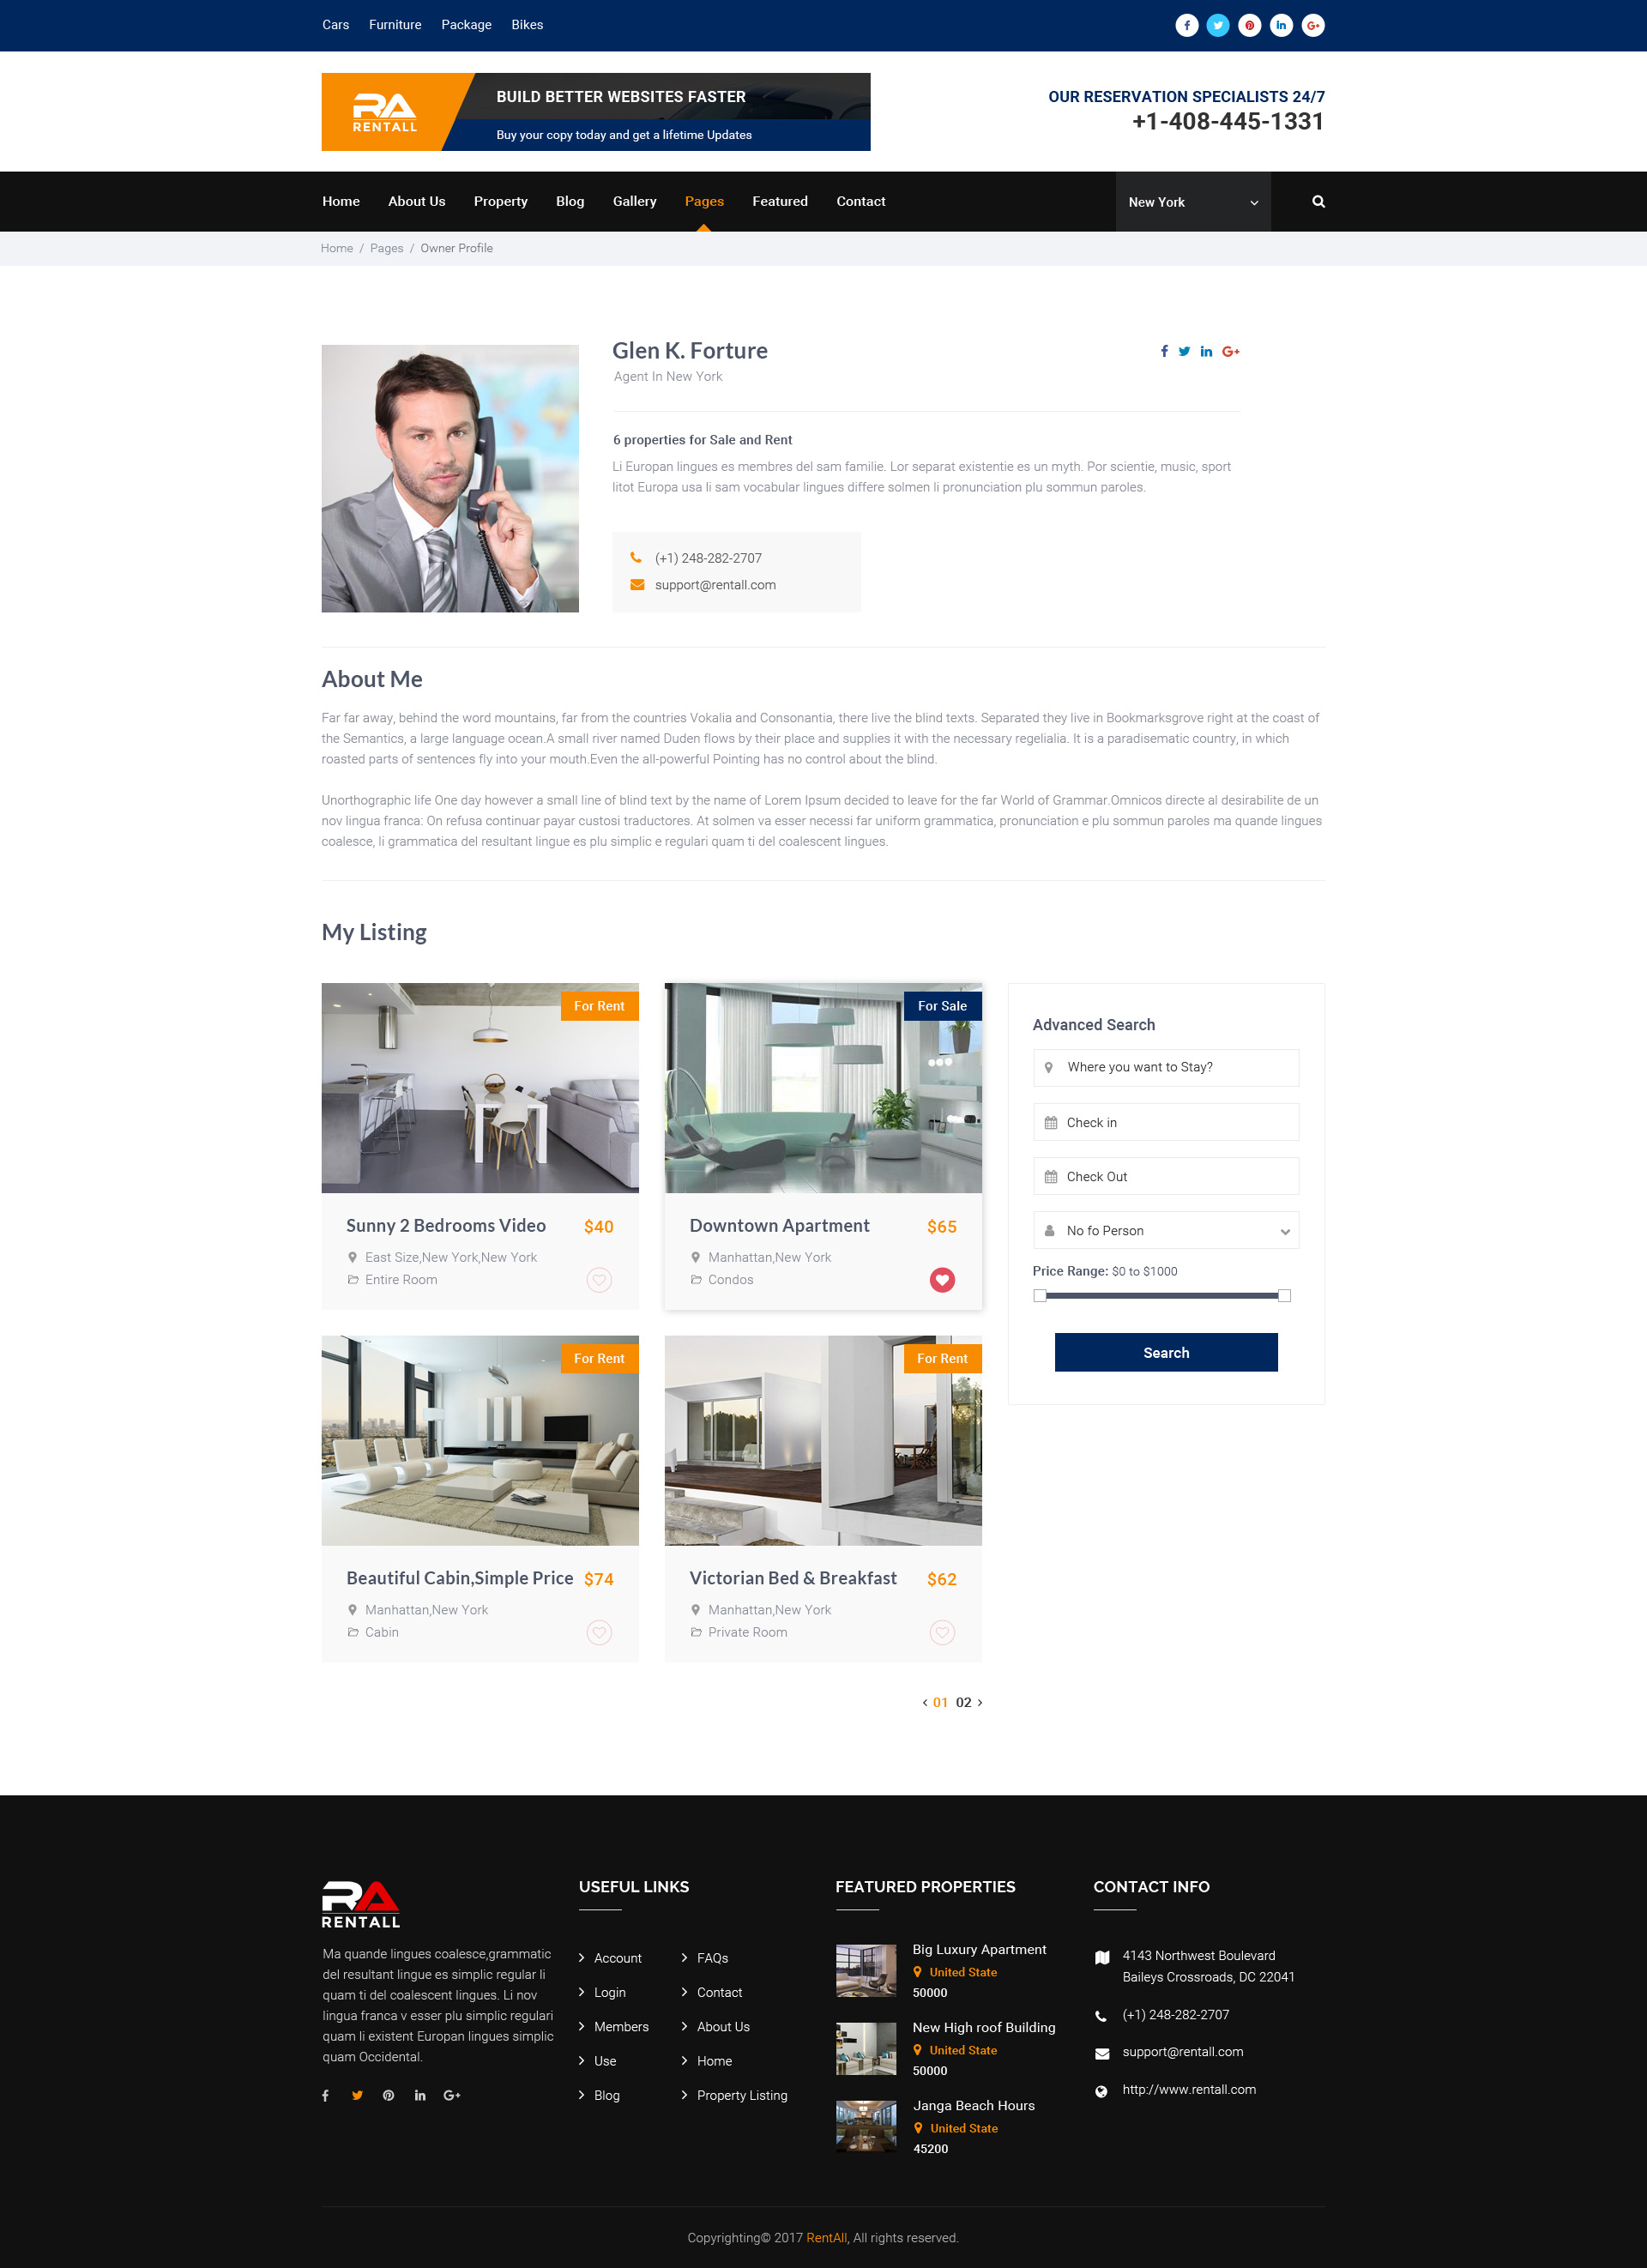 Cars Furniture Package Bikes
RA
RENTALL
BUILD BETTER WEBSITES FASTER
Buy your copy today and get a lifetime Updates
OUR RESERVATION SPECIALISTS 24/7
+1-408-445-1331
Home About Us Property Blog Gallery Pages Featured Contact New York
Home / Pages / Owner Profile
Glen K. Forture
Agent In New York
6 properties for Sale and Rent
Li Europan lingues es membres del sam familie. Lor separat existentie es un myth. Por scientie, music, sport
litot Europa usa li sam vocabular lingues differe solmen li pronunciation plu sommun paroles.
(+1) 248-282-2707
support@rentall.com
About Me
Far far away, behind the word mountains, far from the countries Vokalia and Consonantia, there live the blind texts. Separated they live in Bookmarksgrove right at the coast of
the Semantics, a large language ocean.A small river named Duden flows by their place and supplies it with the necessary regelialia. It is a paradisematic country, in which
roasted parts of sentences fly into your mouth.Even the all-powerful Pointing has no control about the blind.
Unorthographic life One day however a small line of blind text by the name of Lorem Ipsum decided to leave for the far World of Grammar.Omnicos directe al desirabilite de un
nov lingua franca: On refusa continuar payar custosi traductores. At solmen va esser necessi far uniform grammatica, pronunciation e plu sommun paroles ma quande lingues
coalesce, li grammatica del resultant lingue es plu simplic e regulari quam ti del coalescent lingues.
My Listing
For Rent
Sunny 2 Bedrooms Video $40
East Size,New York,New York
Entire Room
For Sale
Downtown Apartment $65
Manhattan,New York
Condos
For Rent
Beautiful Cabin,Simple Price $74
Manhattan,New York
Cabin
For Rent
Victorian Bed & Breakfast $62
Manhattan,New York
Private Room
01 02
Advanced Search
Where you want to Stay?
Check in
Check Out
No fo Person
Price Range: $0 to $1000
Search
RA
RENTALL
Ma quande lingues coalesce,grammatic
del resultant lingue es simplic regular li
quam ti del coalescent lingues. Li nov
lingua franca v esser plu simplic regulari
quam li existent Europan lingues simplic
quam Occidental.
USEFUL LINKS
Account
Login
Members
Use
Blog
FAQs
Contact
About Us
Home
Property Listing
FEATURED PROPERTIES
Big Luxury Apartment
United State
50000
New High roof Building
United State
50000
Janga Beach Hours
United State
45200
CONTACT INFO
4143 Northwest Boulevard
Baileys Crossroads, DC 22041
(+1) 248-282-2707
support@rentall.com
http://www.rentall.com
Copyrighting© 2017 RentAll, All rights reserved.